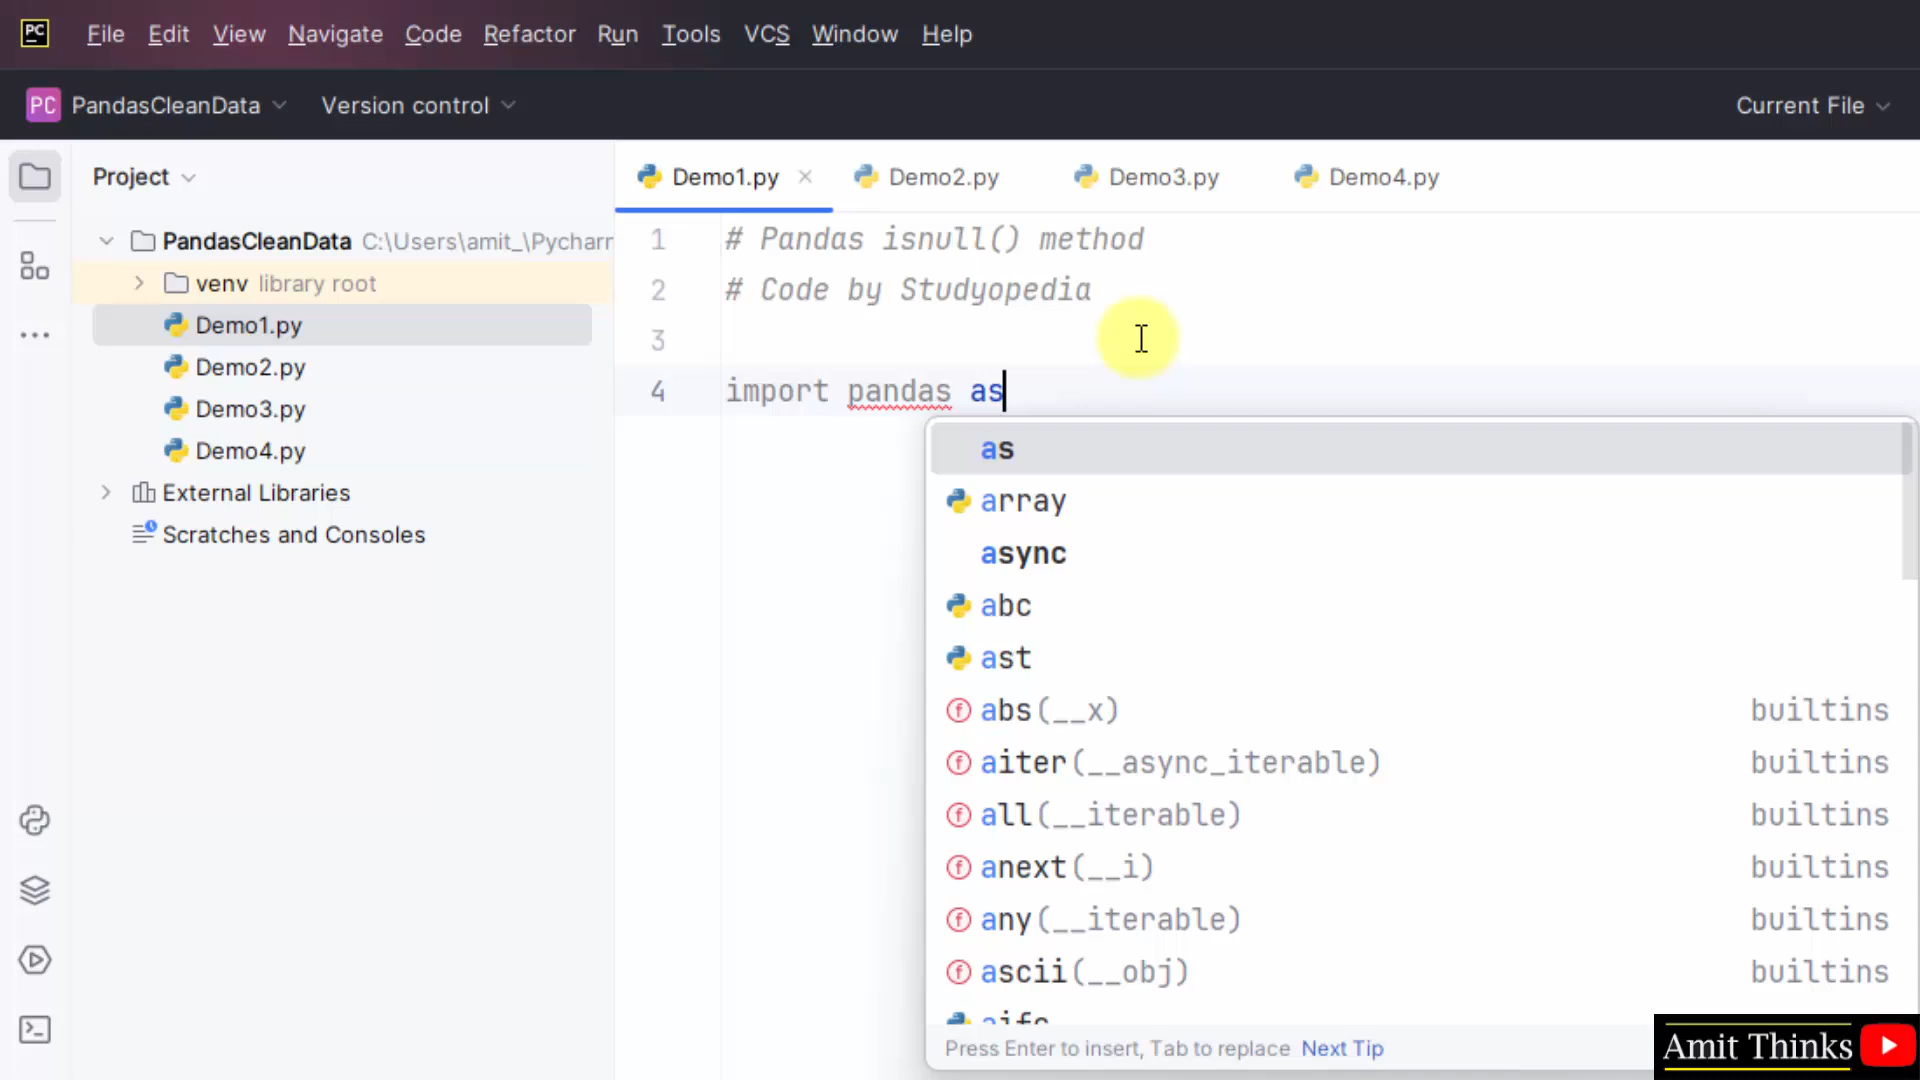 PC File Edit View Navigate Code Refactor Run Tools VCS Window Help
PC PandasCleanData Version control Current File
Project
PandasCleanData C:\Users\amit_\Pychar
venv library root
Demo1.py
Demo2.py
Demo3.py
Demo4.py
External Libraries
Scratches and Consoles
Demo1.py Demo2.py Demo3.py Demo4.py
1 # Pandas isnull() method
2 # Code by Studyopedia
3
4 import pandas as
as
array
async
abc
ast
abs(__x) builtins
aiter(__async_iterable) builtins
all(__iterable) builtins
anext(__i) builtins
any(__iterable) builtins
ascii(__obj) builtins
Press Enter to insert, Tab to replace Next Tip
Amit Thinks